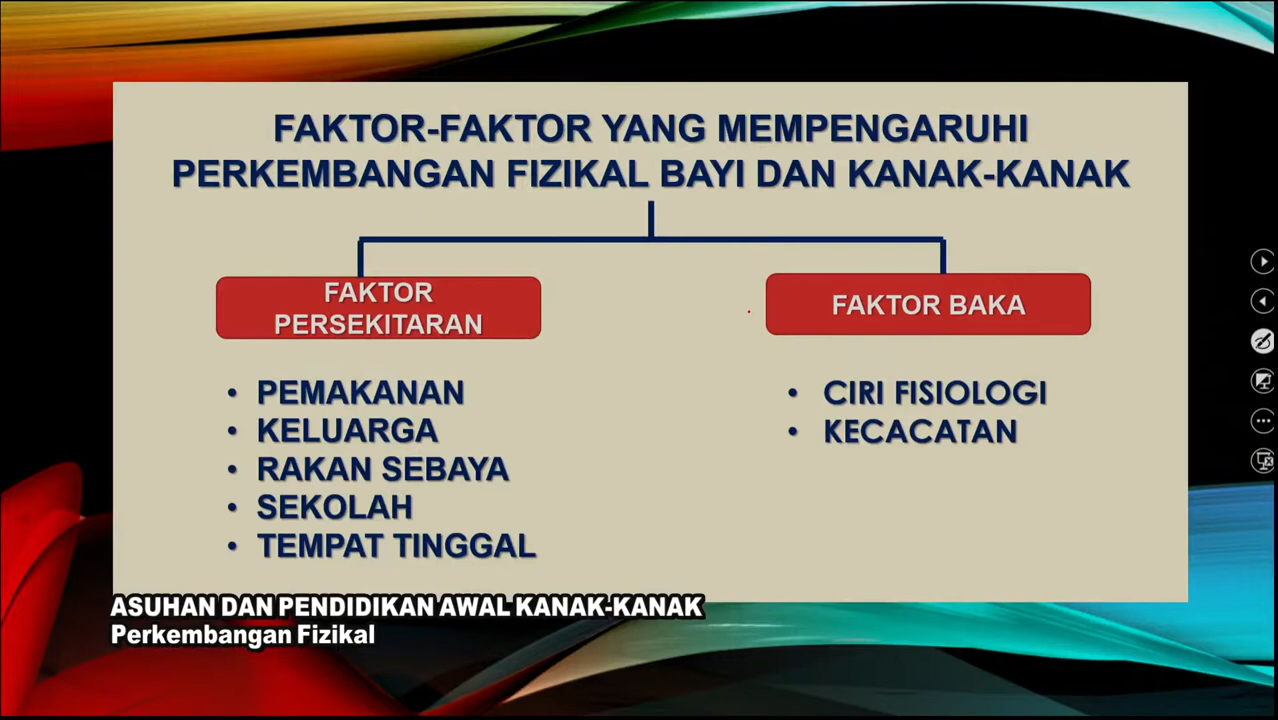 FAKTOR-FAKTOR YANG MEMPENGARUHI
PERKEMBANGAN FIZIKAL BAYI DAN KANAK-KANAK
FAKTOR
PERSEKITARAN
• PEMAKANAN
• KELUARGA
• RAKAN SEBAYA
• SEKOLAH
• TEMPAT TINGGAL
FAKTOR BAKA
• CIRI FISIOLOGI
• KECACATAN
ASUHAN DAN PENDIDIKAN AWAL KANAK-KANAK
Perkembangan Fizikal